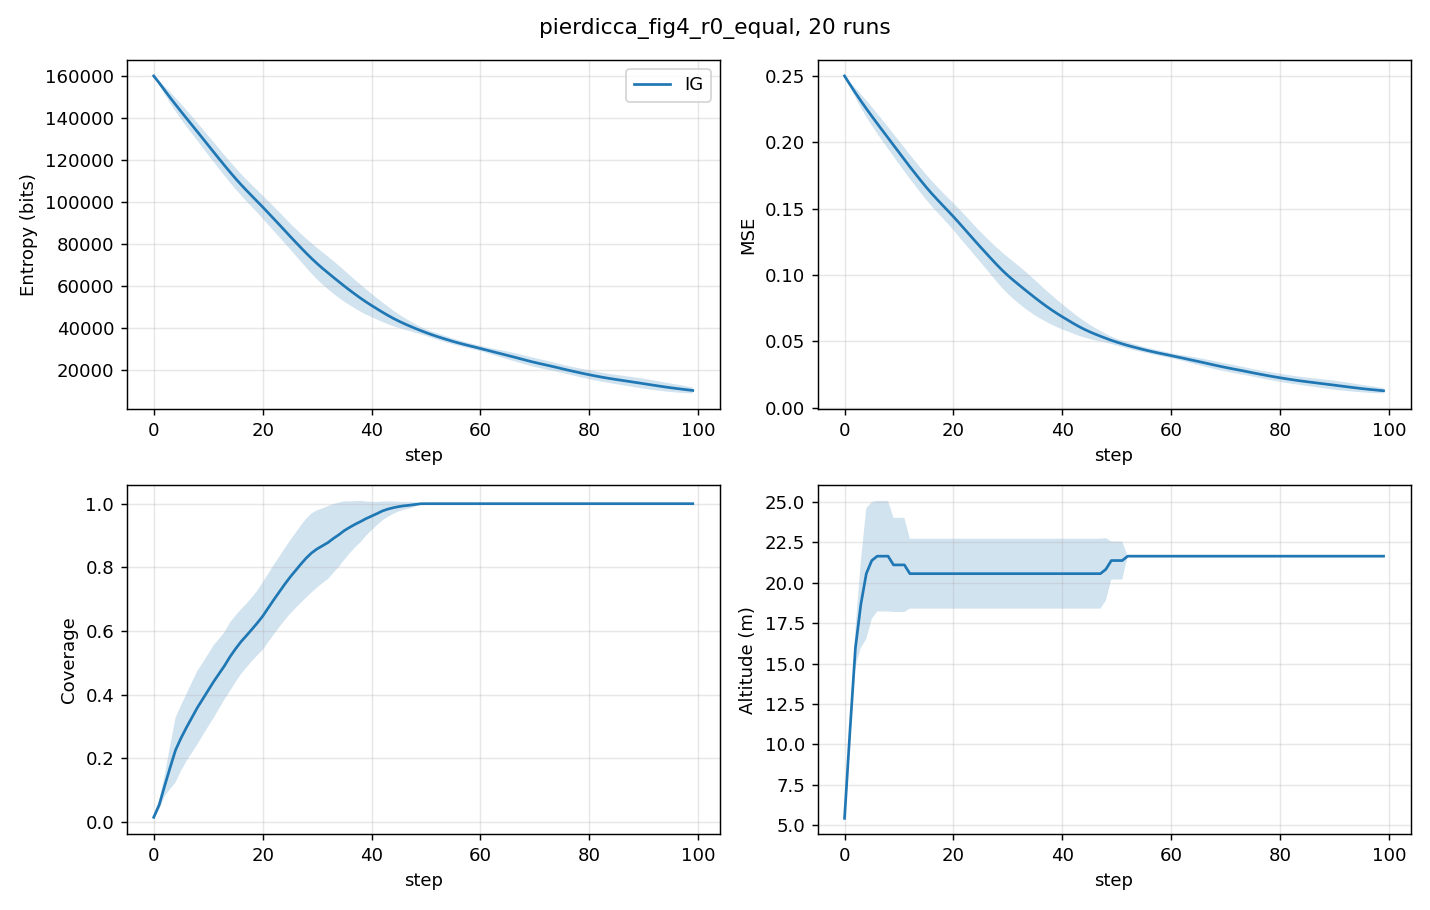 pierdicca_fig4_r0_equal, 20 runs
Entropy (bits)
160000
140000
120000
100000
80000
60000
40000
20000
0 20 40 60 80 100
step
IG
MSE
0.25
0.20
0.15
0.10
0.05
0.00
0 20 40 60 80 100
step
Coverage
1.0
0.8
0.6
0.4
0.2
0.0
0 20 40 60 80 100
step
Altitude (m)
25.0
22.5
20.0
17.5
15.0
12.5
10.0
7.5
5.0
0 20 40 60 80 100
step